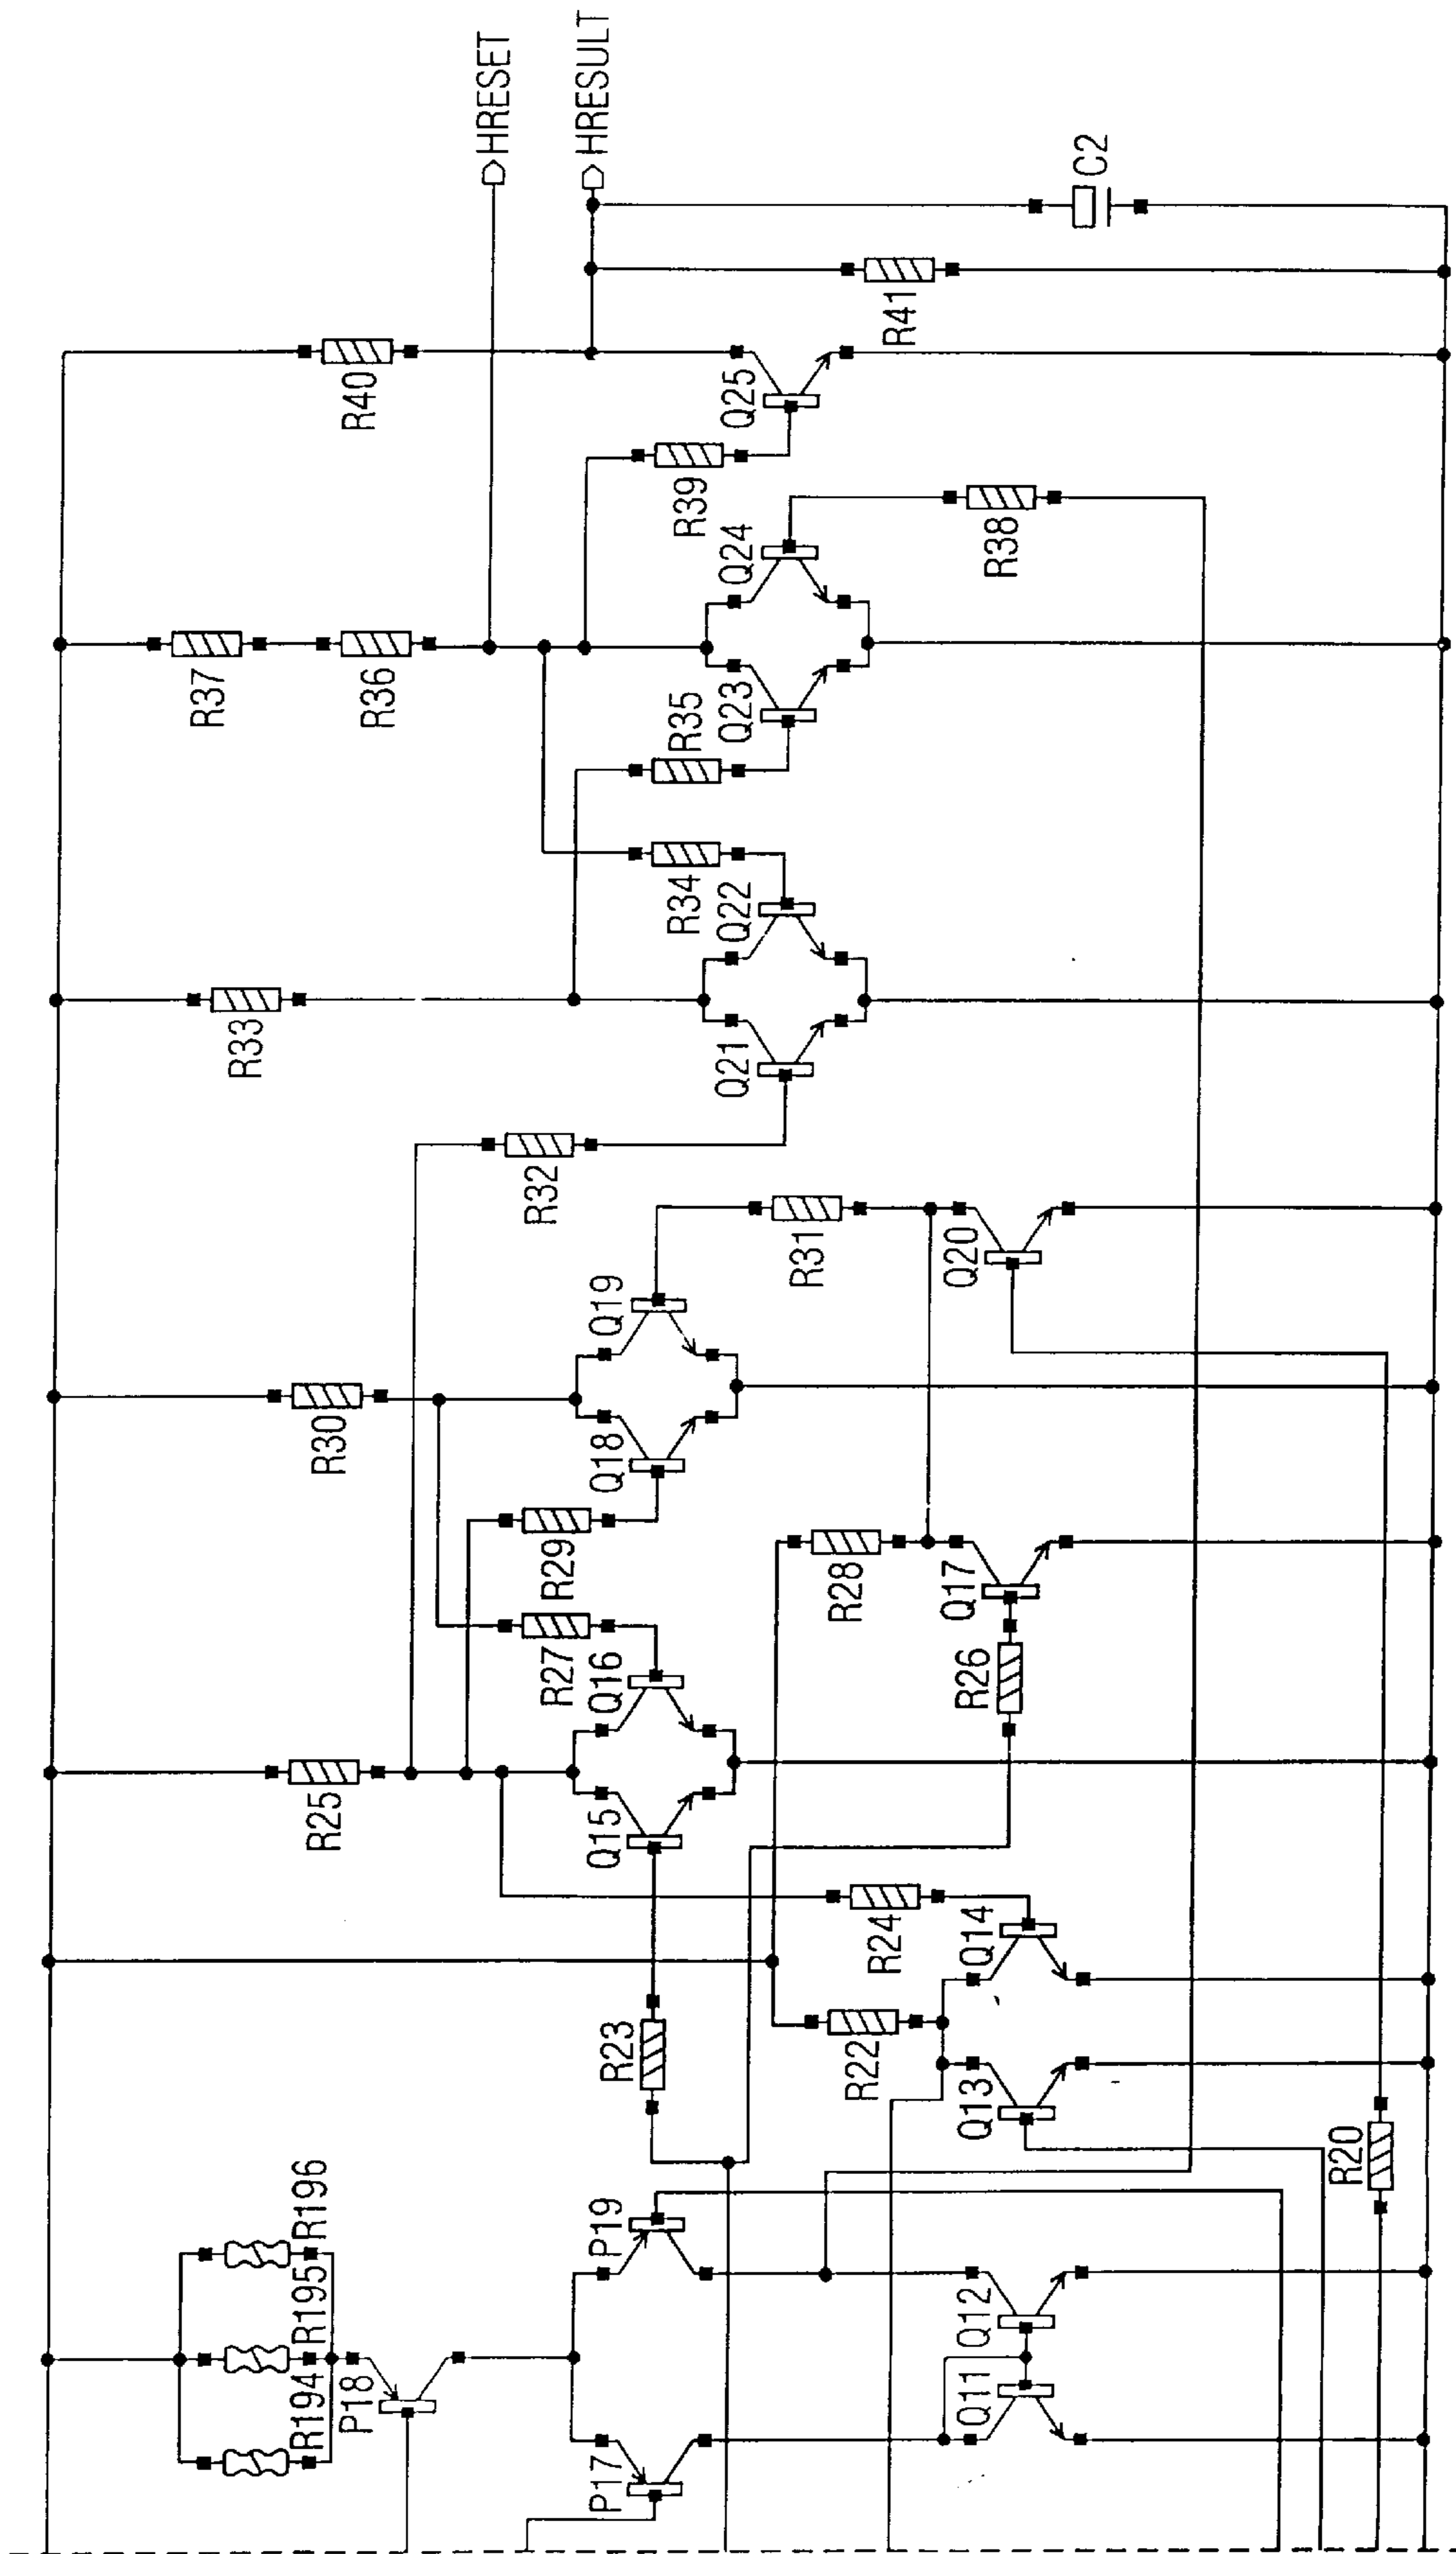 HRESET
HRESULT
C2
R41
R40
Q25
R39
R38
Q24
R37
R36
Q23
R35
R34
Q22
R33
Q21
R32
R31
Q20
Q19
R30
Q18
R29
R28
Q17
R27
R26
Q16
R25
Q15
R24
Q14
R23
R22
Q13
R20
R196
R195
R194
P19
P18
Q12
Q11
P17